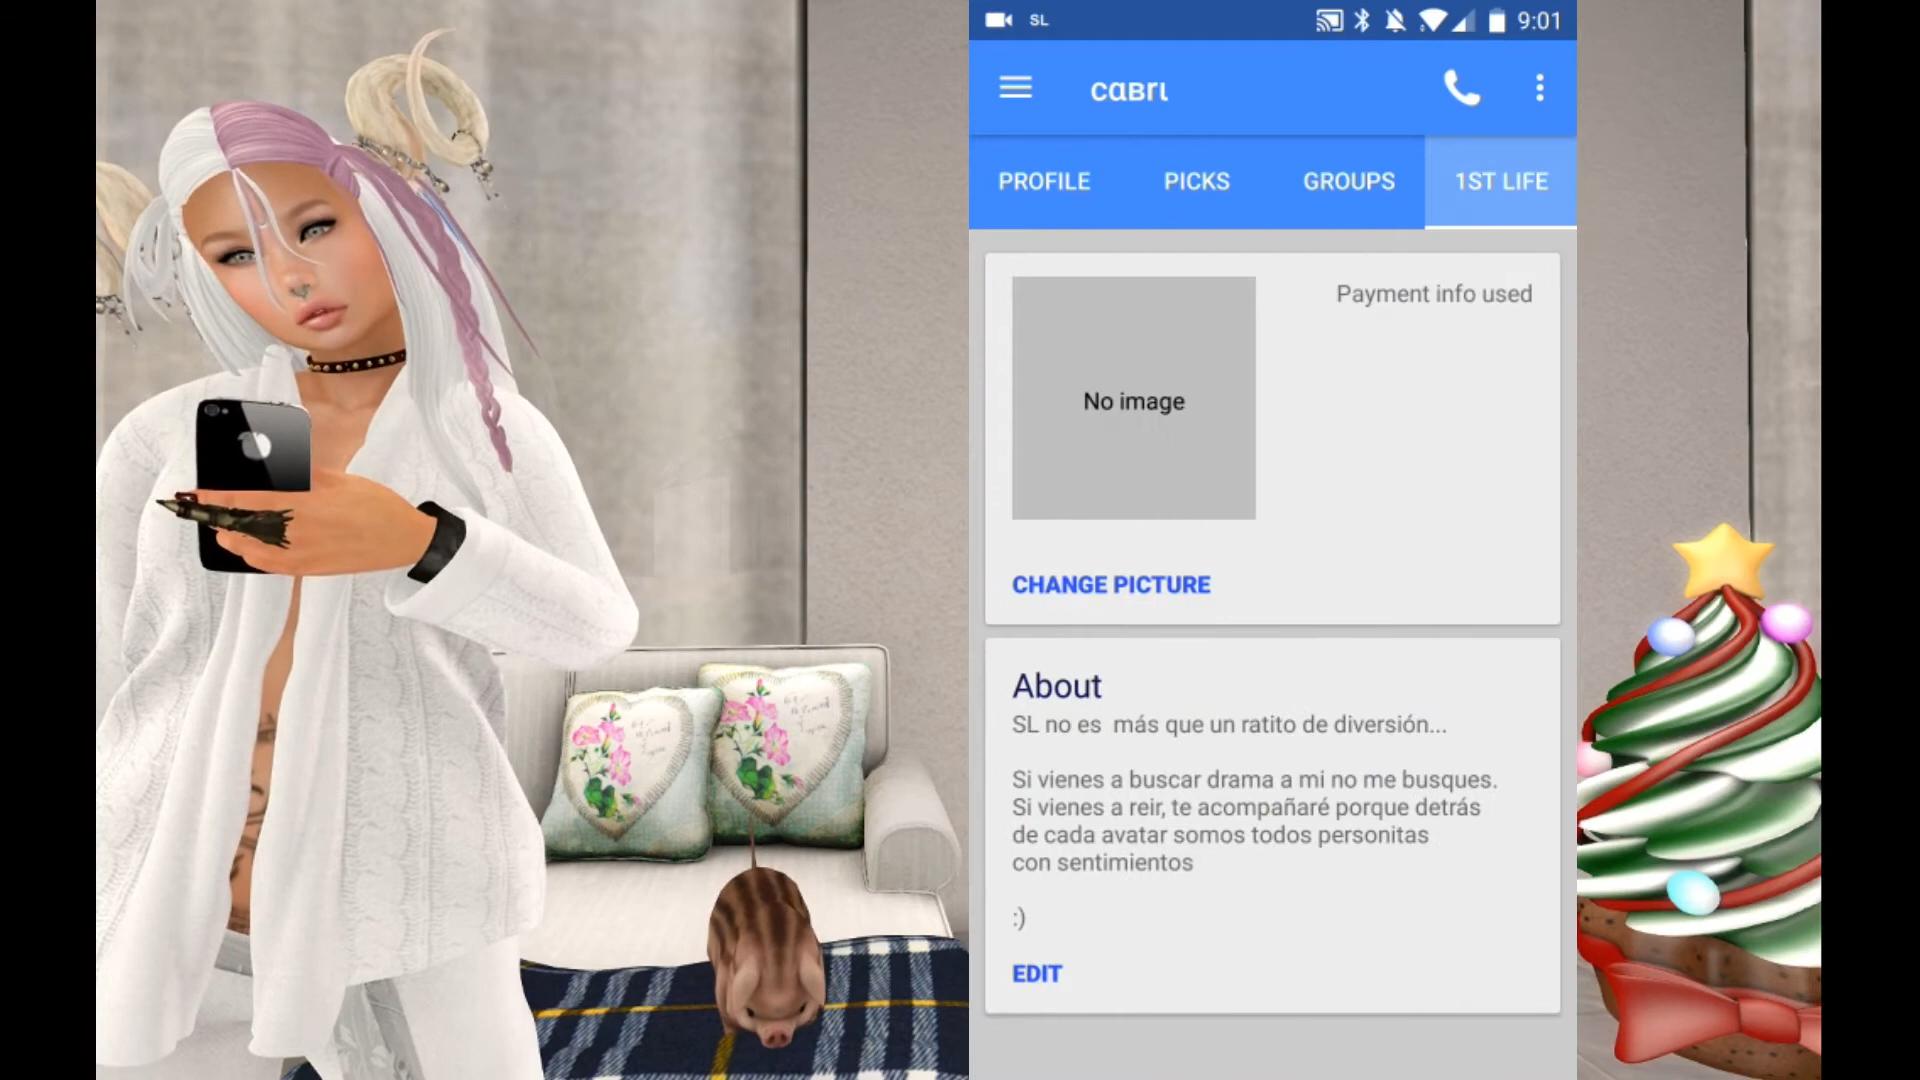 SL
9:01
cɑвrι
PROFILE
PICKS
GROUPS
1ST LIFE
Payment info used
No image
CHANGE PICTURE
About
SL no es  más que un ratito de diversión...
Si vienes a buscar drama a mi no me busques.
Si vienes a reir, te acompañaré porque detrás
de cada avatar somos todos personitas
con sentimientos
:)
EDIT